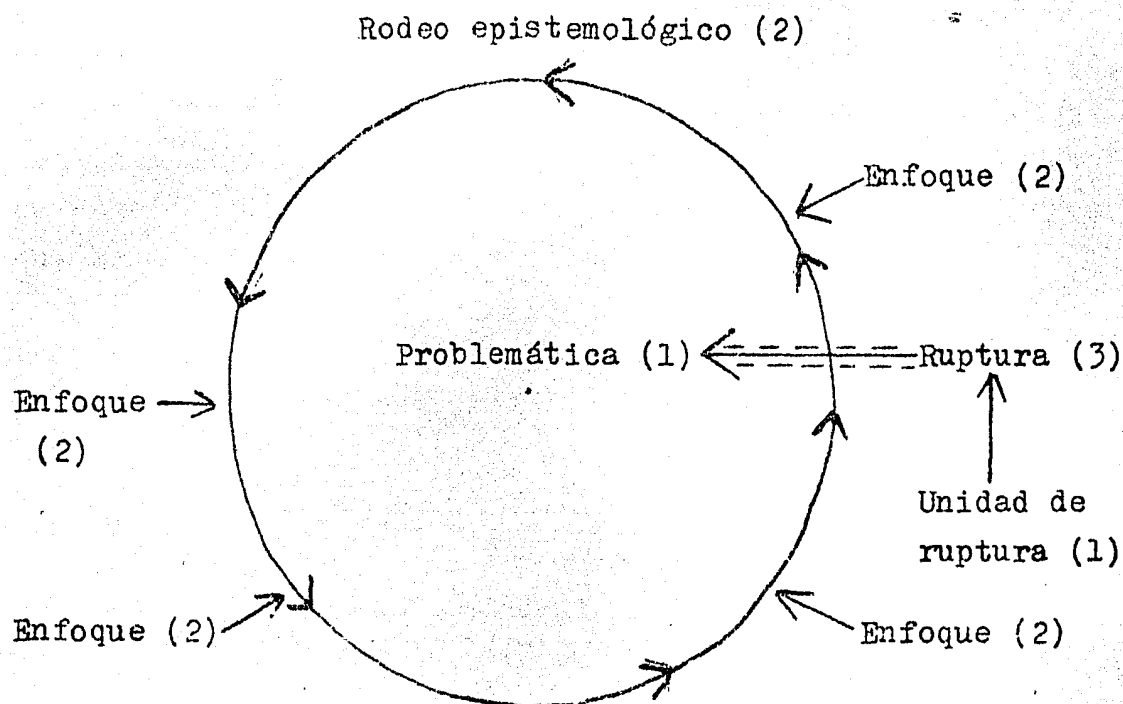 Rodeo epistemológico (2)
Enfoque (2)
Problemática (1)
Ruptura (3)
Enfoque
(2)
Unidad de
ruptura (1)
Enfoque (2)
Enfoque (2)